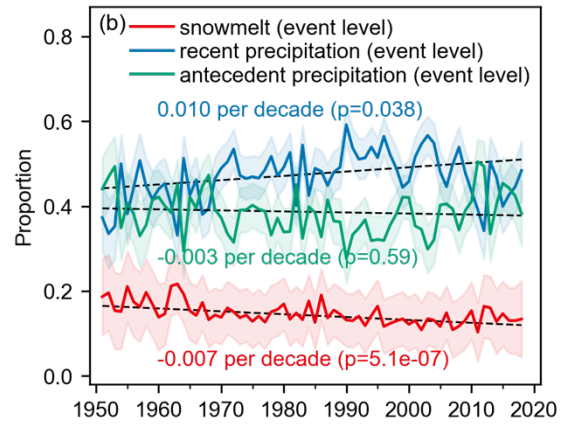 (b)
snowmelt (event level)
recent precipitation (event level)
antecedent precipitation (event level)
0.010 per decade (p=0.038)
-0.003 per decade (p=0.59)
-0.007 per decade (p=5.1e-07)
Proportion
0.8
0.6
0.4
0.2
0.0
1950 1960 1970 1980 1990 2000 2010 2020